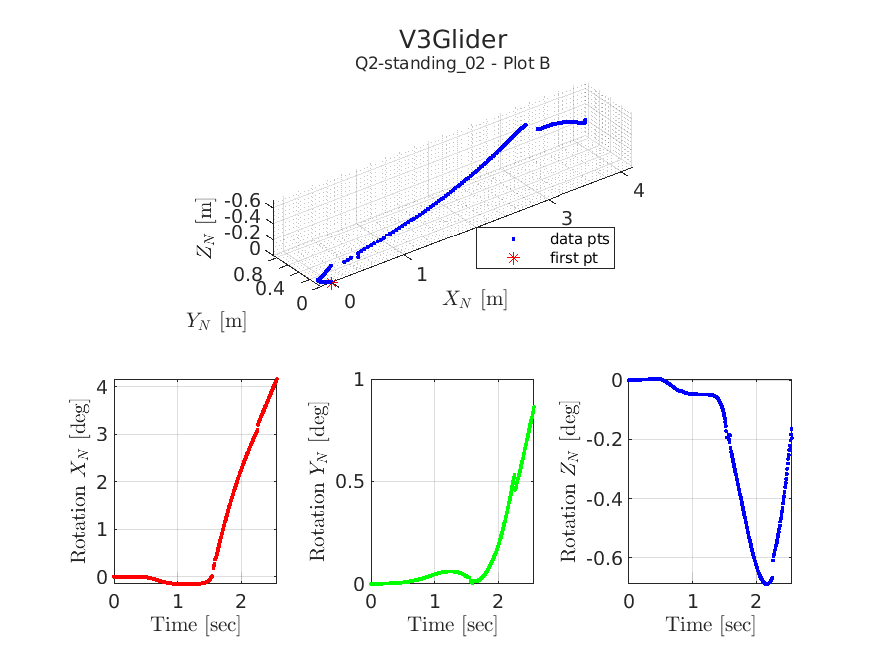 V3Glider
Q2-standing_02 - Plot B
-0.6
-0.4
-0.2
0
Z_N [m]
0.8
0.4
0
Y_N [m]
0
1
3
4
X_N [m]
data pts
first pt
4
3
2
1
0
Rotation X_N [deg]
0 1 2
Time [sec]
1
0.5
0
Rotation Y_N [deg]
0 1 2
Time [sec]
0
-0.2
-0.4
-0.6
Rotation Z_N [deg]
0 1 2
Time [sec]